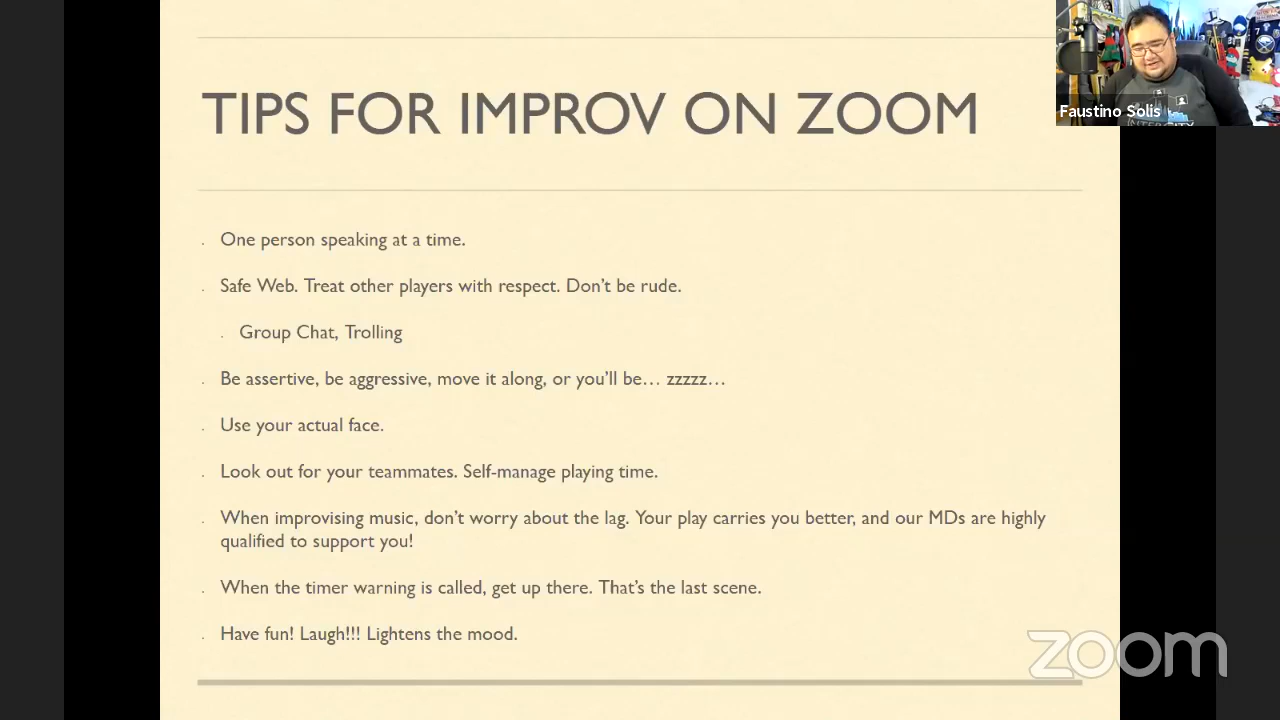 TIPS FOR IMPROV ON ZOOM
Faustino Solis
One person speaking at a time.
Safe Web. Treat other players with respect. Don't be rude.
Group Chat, Trolling
Be assertive, be aggressive, move it along, or you'll be… zzzzz…
Use your actual face.
Look out for your teammates. Self-manage playing time.
When improvising music, don't worry about the lag. Your play carries you better, and our MDs are highly
qualified to support you!
When the timer warning is called, get up there. That's the last scene.
Have fun! Laugh!!! Lightens the mood.
zoom